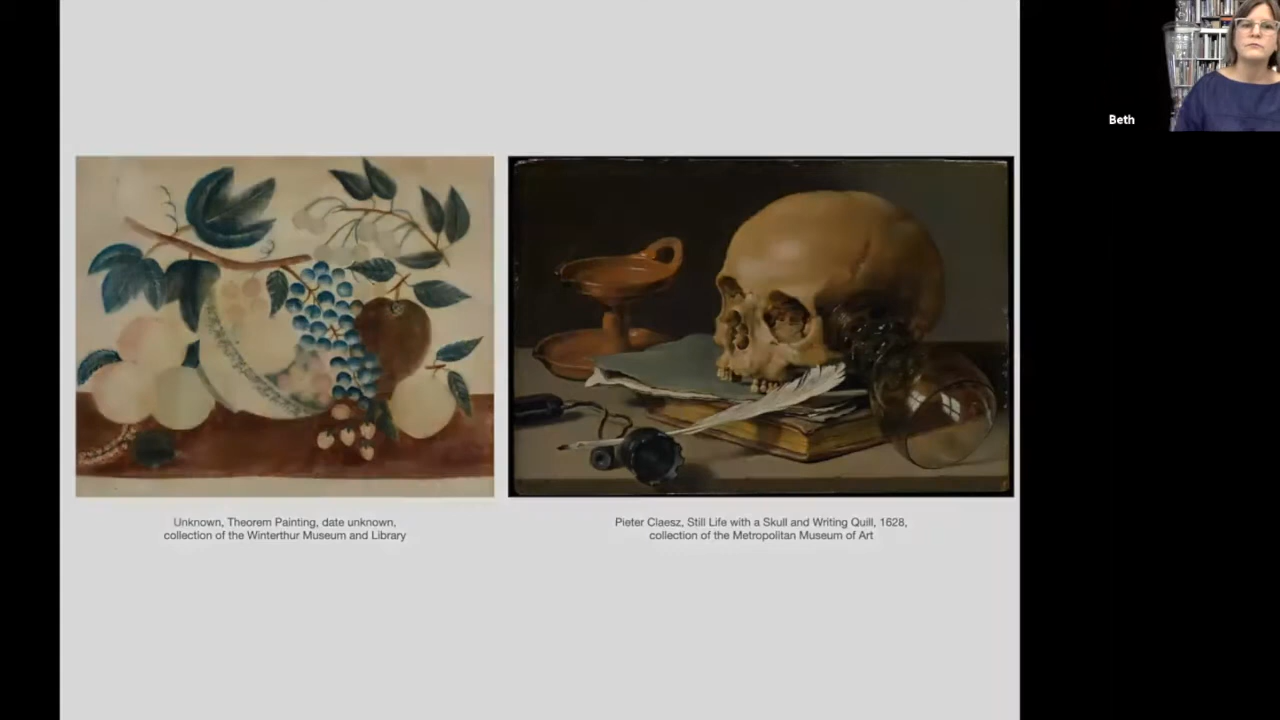 Beth
Unknown, Theorem Painting, date unknown,
collection of the Winterthur Museum and Library
Pieter Claesz, Still Life with a Skull and Writing Quill, 1628,
collection of the Metropolitan Museum of Art